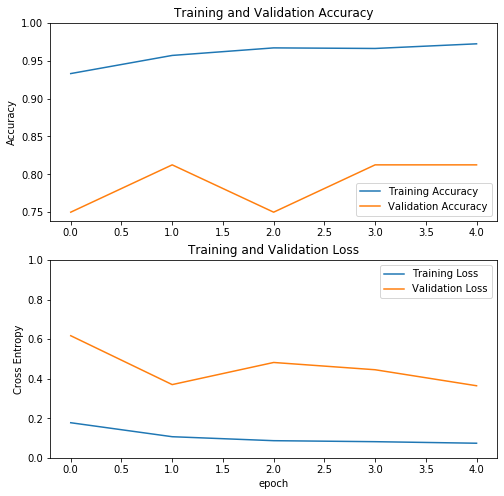 Training and Validation Accuracy
1.00
0.95
0.90
0.85
0.80
0.75
Accuracy
Training Accuracy
Validation Accuracy
0.0 0.5 1.0 1.5 2.0 2.5 3.0 3.5 4.0
Training and Validation Loss
1.0
0.8
0.6
0.4
0.2
0.0
Cross Entropy
Training Loss
Validation Loss
0.0 0.5 1.0 1.5 2.0 2.5 3.0 3.5 4.0
epoch